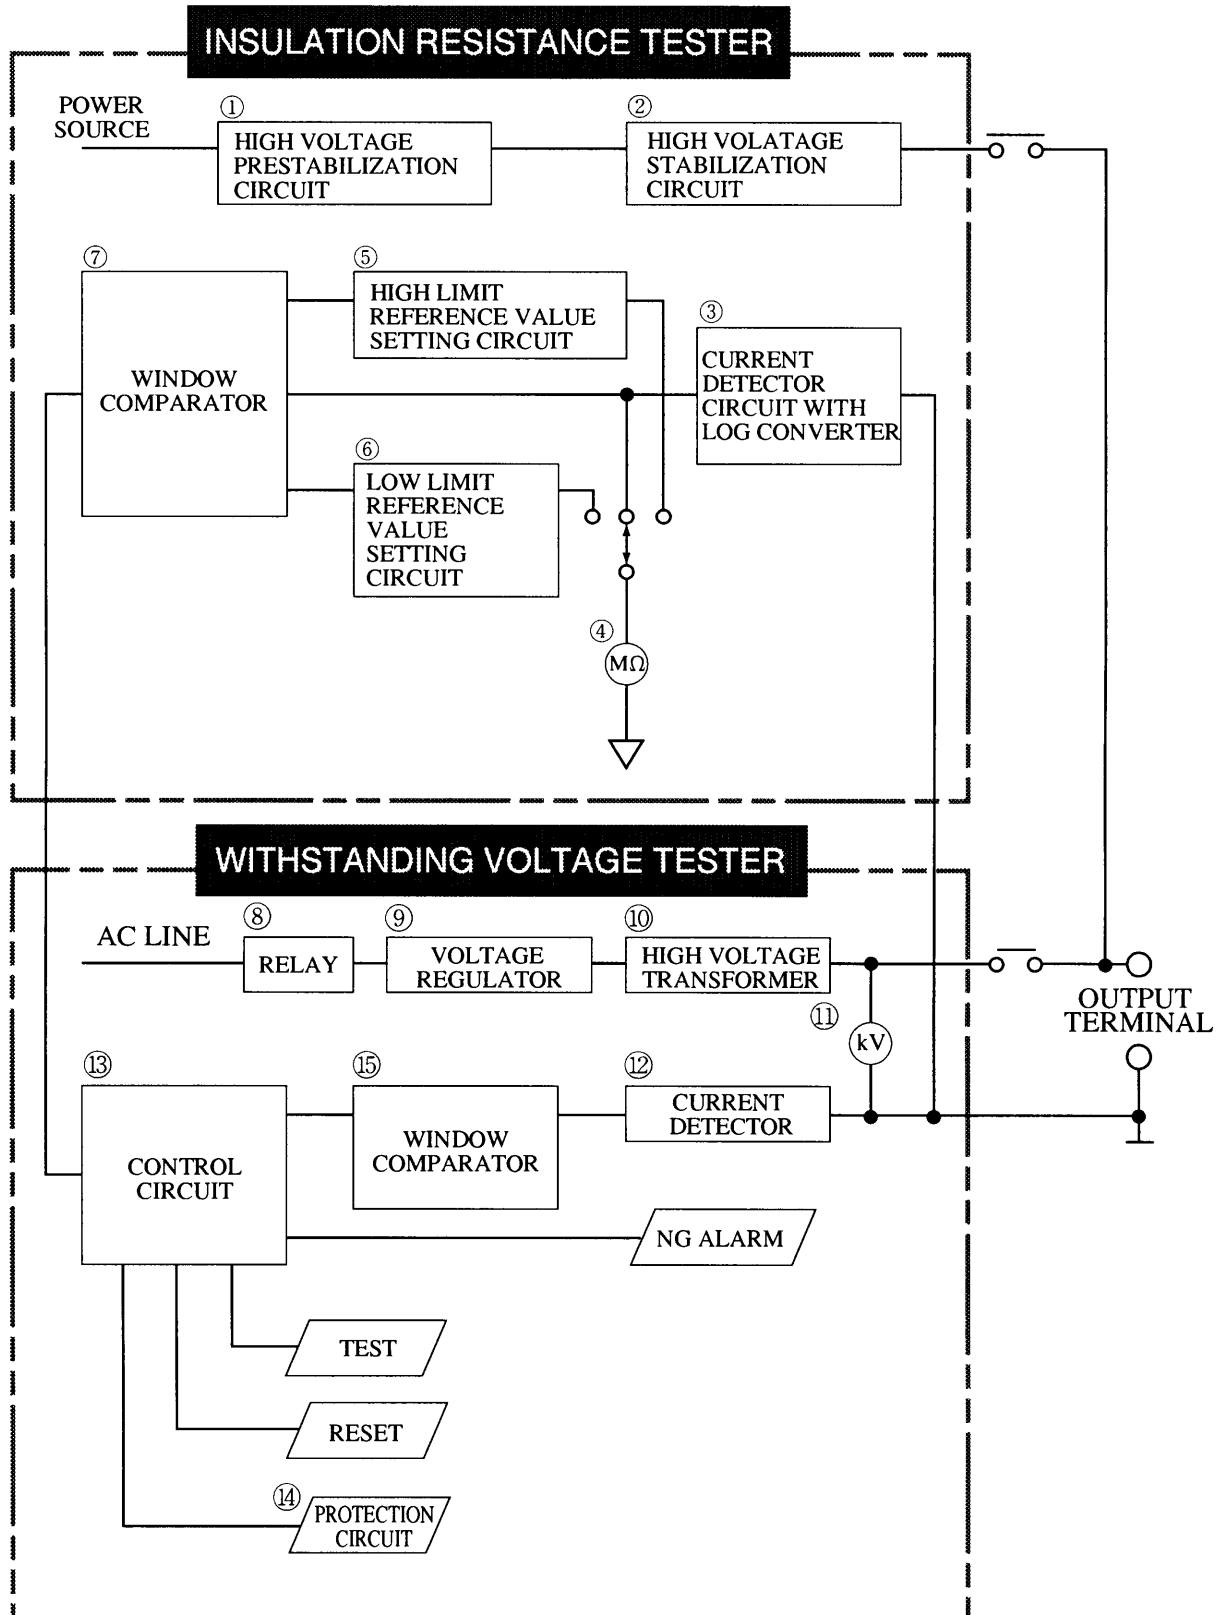 INSULATION RESISTANCE TESTER
POWER
SOURCE
①
HIGH VOLTAGE
PRESTABILIZATION
CIRCUIT
②
HIGH VOLATAGE
STABILIZATION
CIRCUIT
⑦
WINDOW
COMPARATOR
⑤
HIGH LIMIT
REFERENCE VALUE
SETTING CIRCUIT
③
CURRENT
DETECTOR
CIRCUIT WITH
LOG CONVERTER
⑥
LOW LIMIT
REFERENCE
VALUE
SETTING
CIRCUIT
④
MΩ
WITHSTANDING VOLTAGE TESTER
AC LINE
⑧
RELAY
⑨
VOLTAGE
REGULATOR
⑩
HIGH VOLTAGE
TRANSFORMER
⑪
kV
OUTPUT
TERMINAL
⑬
CONTROL
CIRCUIT
⑮
WINDOW
COMPARATOR
⑫
CURRENT
DETECTOR
NG ALARM
TEST
RESET
⑭
PROTECTION
CIRCUIT